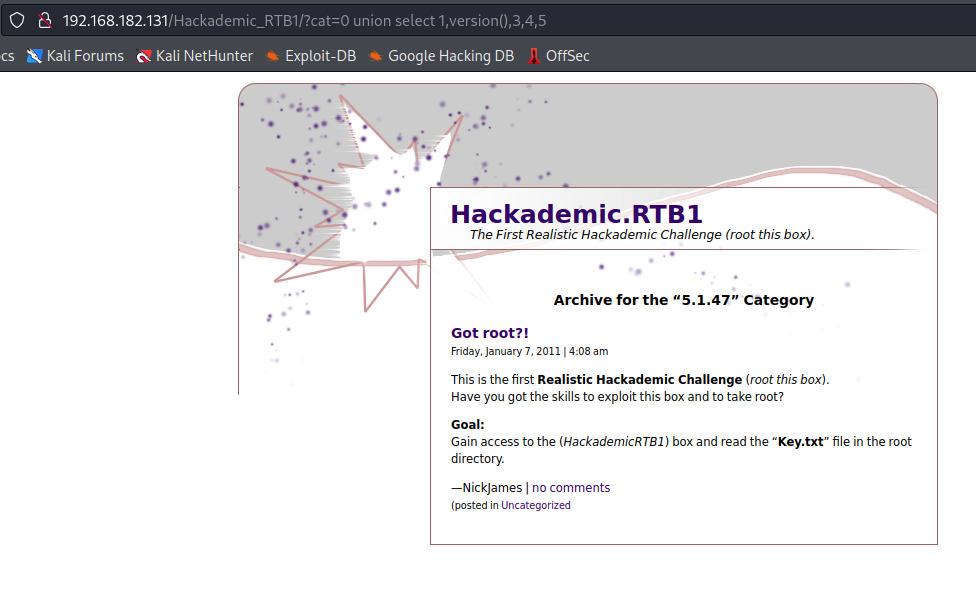 192.168.182.131/Hackademic_RTB1/?cat=0 union select 1,version(),3,4,5
cs Kali Forums Kali NetHunter Exploit-DB Google Hacking DB OffSec
Hackademic.RTB1
The First Realistic Hackademic Challenge (root this box).
Archive for the “5.1.47” Category
Got root?!
Friday, January 7, 2011 | 4:08 am
This is the first Realistic Hackademic Challenge (root this box).
Have you got the skills to exploit this box and to take root?
Goal:
Gain access to the (HackademicRTB1) box and read the “Key.txt” file in the root
directory.
—NickJames | no comments
(posted in Uncategorized